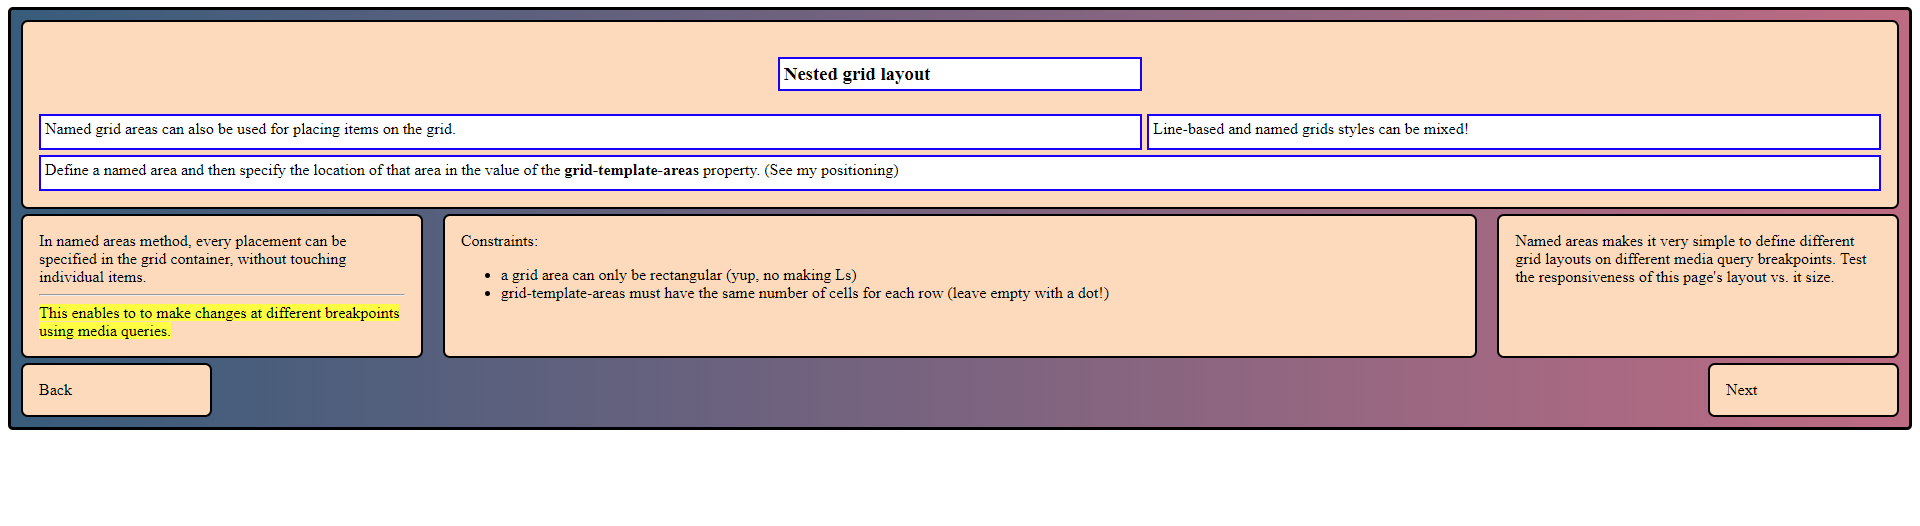 Nested grid layout
Named grid areas can also be used for placing items on the grid.
Line-based and named grids styles can be mixed!
Define a named area and then specify the location of that area in the value of the grid-template-areas property. (See my positioning)
In named areas method, every placement can be
specified in the grid container, without touching
individual items.
This enables to to make changes at different breakpoints
using media queries.
Constraints:
• a grid area can only be rectangular (yup, no making Ls)
• grid-template-areas must have the same number of cells for each row (leave empty with a dot!)
Named areas makes it very simple to define different
grid layouts on different media query breakpoints. Test
the responsiveness of this page's layout vs. it size.
Back
Next